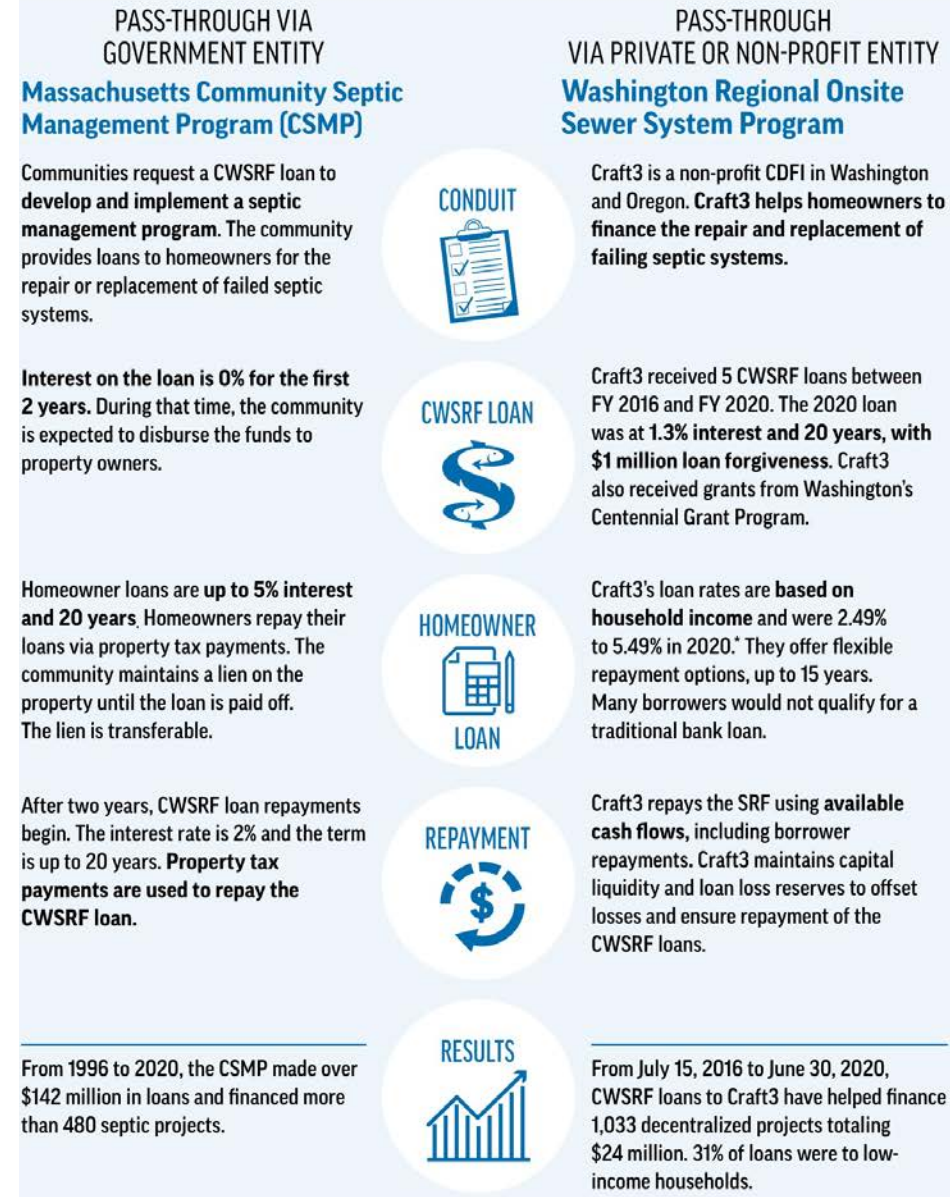 PASS-THROUGH VIA
GOVERNMENT ENTITY
Massachusetts Community Septic
Management Program (CSMP)
PASS-THROUGH
VIA PRIVATE OR NON-PROFIT ENTITY
Washington Regional Onsite
Sewer System Program
Communities request a CWSRF loan to
develop and implement a septic
management program. The community
provides loans to homeowners for the
repair or replacement of failed septic
systems.
CONDUIT
Craft3 is a non-profit CDFI in Washington
and Oregon. Craft3 helps homeowners to
finance the repair and replacement of
failing septic systems.
Interest on the loan is 0% for the first
2 years. During that time, the community
is expected to disburse the funds to
property owners.
CWSRF LOAN
Craft3 received 5 CWSRF loans between
FY 2016 and FY 2020. The 2020 loan
was at 1.3% interest and 20 years, with
$1 million loan forgiveness. Craft3
also received grants from Washington's
Centennial Grant Program.
Homeowner loans are up to 5% interest
and 20 years. Homeowners repay their
loans via property tax payments. The
community maintains a lien on the
property until the loan is paid off.
The lien is transferable.
HOMEOWNER
LOAN
Craft3's loan rates are based on
household income and were 2.49%
to 5.49% in 2020.* They offer flexible
repayment options, up to 15 years.
Many borrowers would not qualify for a
traditional bank loan.
After two years, CWSRF loan repayments
begin. The interest rate is 2% and the term
is up to 20 years. Property tax
payments are used to repay the
CWSRF loan.
REPAYMENT
$
Craft3 repays the SRF using available
cash flows, including borrower
repayments. Craft3 maintains capital
liquidity and loan loss reserves to offset
losses and ensure repayment of the
CWSRF loans.
From 1996 to 2020, the CSMP made over
$142 million in loans and financed more
than 480 septic projects.
RESULTS
From July 15, 2016 to June 30, 2020,
CWSRF loans to Craft3 have helped finance
1,033 decentralized projects totaling
$24 million. 31% of loans were to low-
income households.